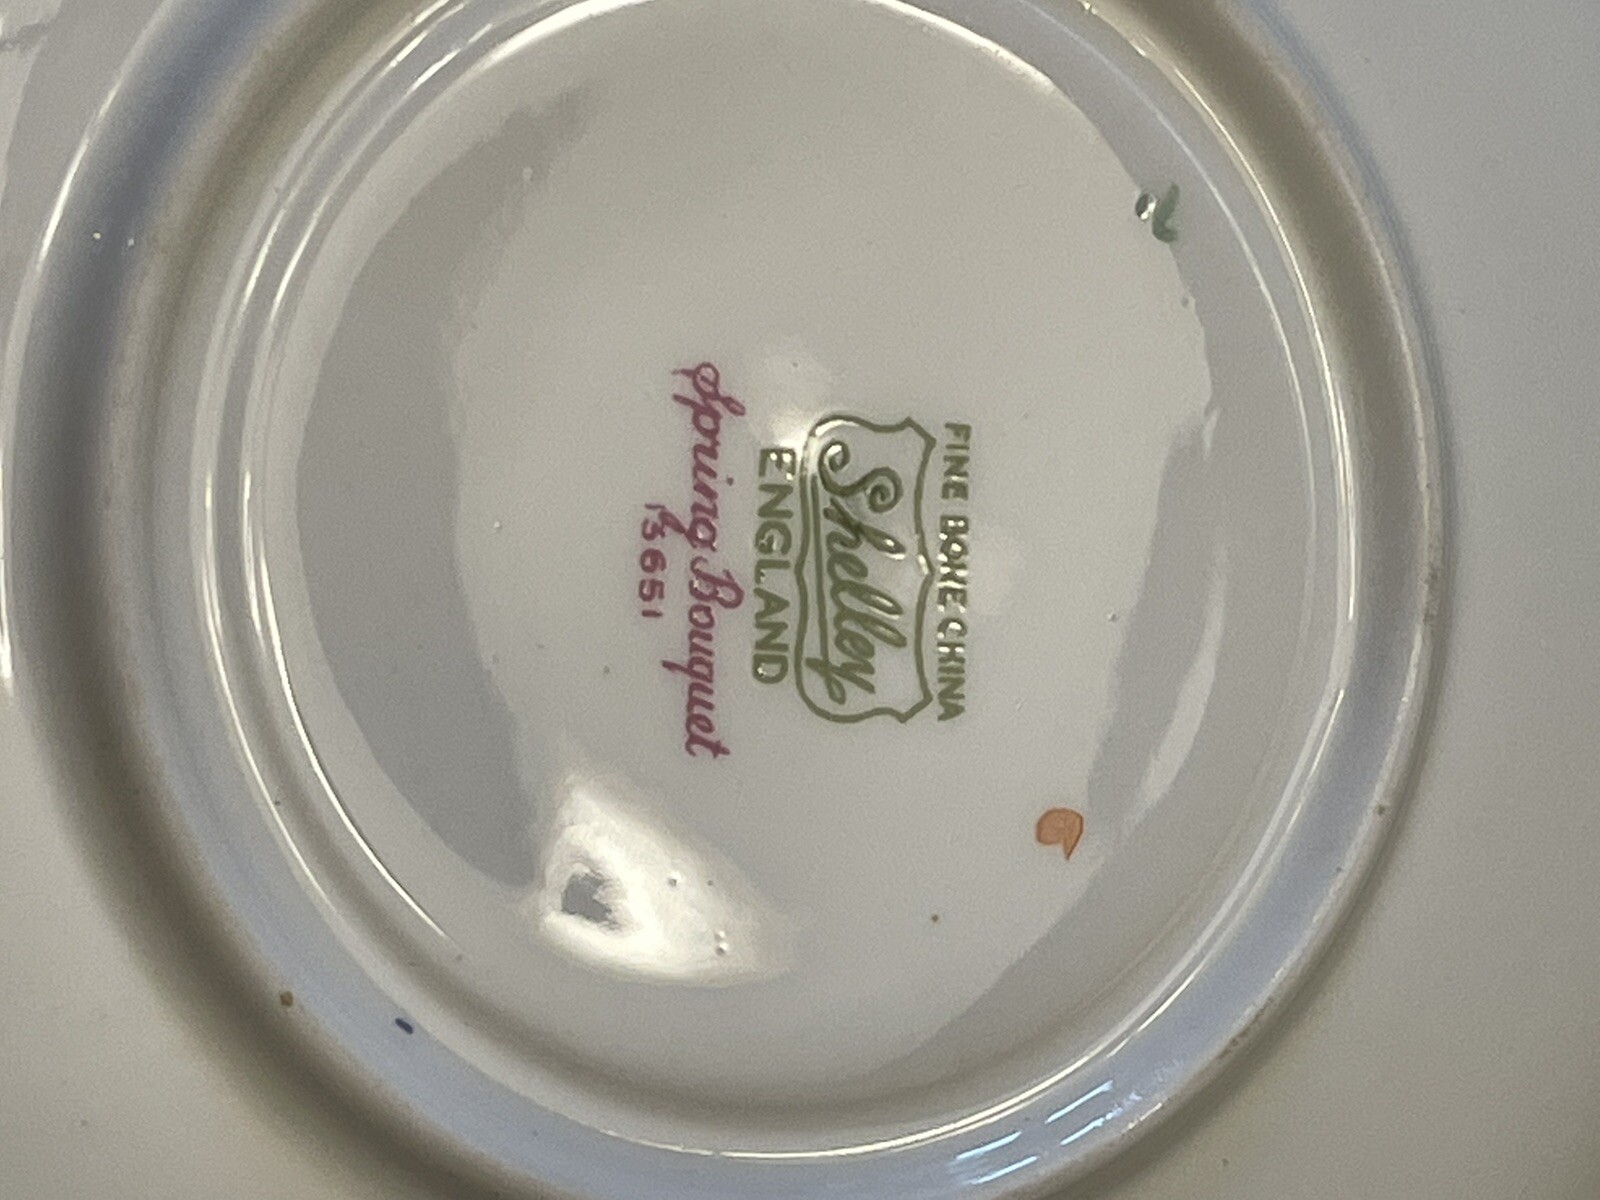 FINE BONE CHINA
Shelley
ENGLAND
Spring Bouquet
13651